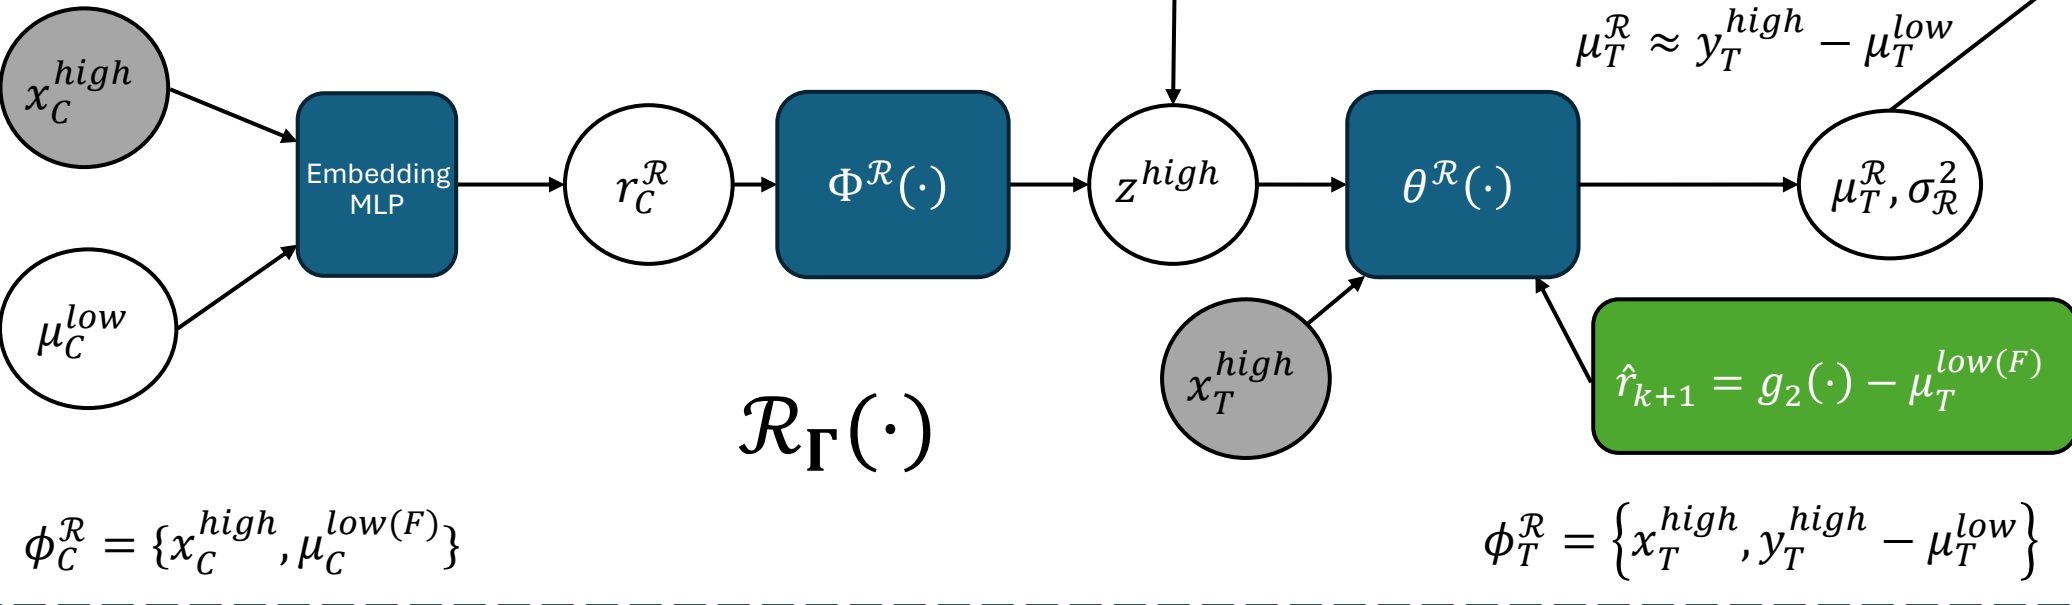 $x_C^{high}$
$\mu_T^{\mathcal{R}} \approx y_T^{high} - \mu_T^{low}$
Embedding
MLP
$r_C^{\mathcal{R}}$
$\Phi^{\mathcal{R}}(\cdot)$
$z^{high}$
$\theta^{\mathcal{R}}(\cdot)$
$\mu_T^{\mathcal{R}}, \sigma_{\mathcal{R}}^2$
$\mu_C^{low}$
$x_T^{high}$
$\hat{r}_{k+1} = g_2(\cdot) - \mu_T^{low(F)}$
$\mathcal{R}_{\mathbf{\Gamma}}(\cdot)$
$\phi_C^{\mathcal{R}} = \{x_C^{high}, \mu_C^{low(F)}\}$
$\phi_T^{\mathcal{R}} = \{x_T^{high}, y_T^{high} - \mu_T^{low}\}$